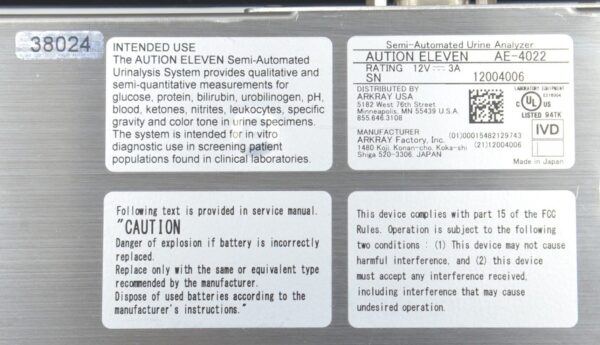 38024
INTENDED USE
The AUTION ELEVEN Semi-Automated
Urinalysis System provides qualitative and
semi-quantitative measurements for
glucose, protein, bilirubin, urobilinogen, pH,
blood, ketones, nitrites, leukocytes, specific
gravity and color tone in urine specimens.
The system is intended for in vitro
diagnostic use in screening patient
populations found in clinical laboratories.
Semi-Automated Urine Analyzer
AUTION ELEVEN AE-4022
RATING 12V 3A
SN 12004006
DISTRIBUTED BY
ARKRAY USA
5182 West 76th Street
Minneapolis, MN 55439 U.S.A.
855.646.3108
LABORATORY EQUIPMENT
C UL US
LISTED 94TK
IVD
MANUFACTURER
ARKRAY Factory, Inc.
1480 Koji, Konan-cho, Koka-shi
Shiga 520-3306, JAPAN
(01)00015482129743
(21)12004006
Made in Japan
Following text is provided in service manual.
"CAUTION
Danger of explosion if battery is incorrectly
replaced.
Replace only with the same or equivalent type
recommended by the manufacturer.
Dispose of used batteries according to the
manufacturer's instructions."
This device complies with part 15 of the FCC
Rules. Operation is subject to the following
two conditions : (1) This device may not cause
harmful interference, and (2) this device
must accept any interference received,
including interference that may cause
undesired operation.